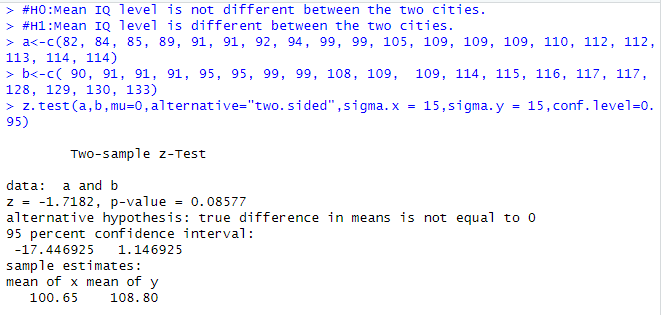 > #H0:Mean IQ level is not different between the two cities.
> #H1:Mean IQ level is different between the two cities.
> a<-c(82, 84, 85, 89, 91, 91, 92, 94, 99, 99, 105, 109, 109, 109, 110, 112, 112,
113, 114, 114)
> b<-c( 90, 91, 91, 91, 95, 95, 99, 99, 108, 109,  109, 114, 115, 116, 117, 117,
128, 129, 130, 133)
> z.test(a,b,mu=0,alternative="two.sided",sigma.x = 15,sigma.y = 15,conf.level=0.
95)
Two-sample z-Test
data:  a and b
z = -1.7182, p-value = 0.08577
alternative hypothesis: true difference in means is not equal to 0
95 percent confidence interval:
-17.446925   1.146925
sample estimates:
mean of x mean of y
100.65    108.80